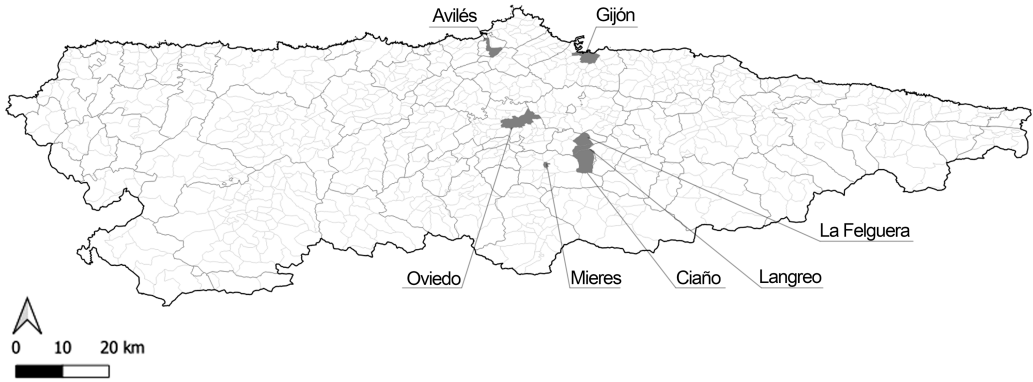 Avilés
Gijón
La Felguera
Oviedo
Mieres
Ciaño
Langreo
0 10 20 km